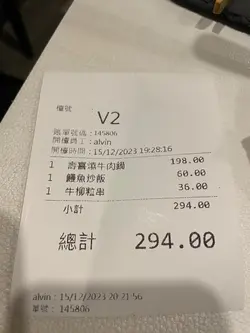 檯號
V2
賬單號碼：145806
開檯員工：alvin
開檯時間：15/12/2023 19:28:16
1 壽喜燒牛肉鍋 198.00
1 鰻魚炒飯 60.00
1 牛柳粒串 36.00
小計 294.00
總計 294.00
alvin：15/12/2023 20:21:56
單號：145806